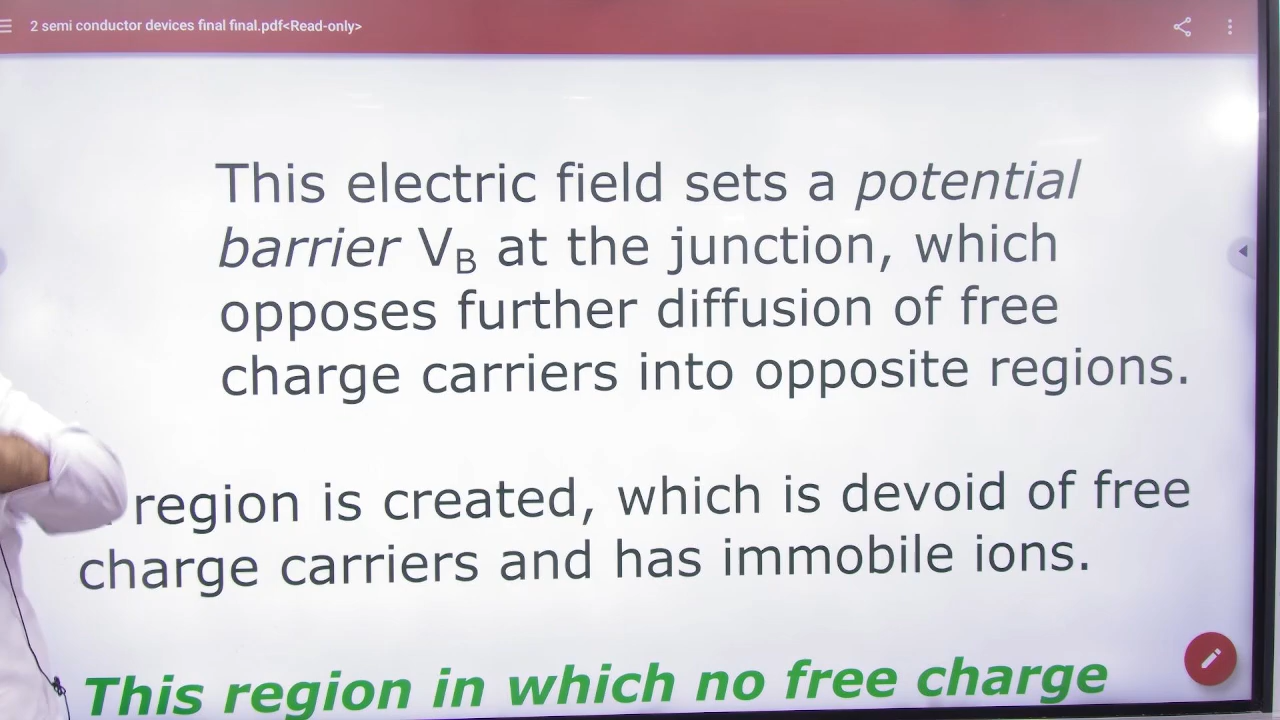 2 semi conductor devices final final.pdf<Read-only>
This electric field sets a potential
barrier VB at the junction, which
opposes further diffusion of free
charge carriers into opposite regions.
region is created, which is devoid of free
charge carriers and has immobile ions.
This region in which no free charge